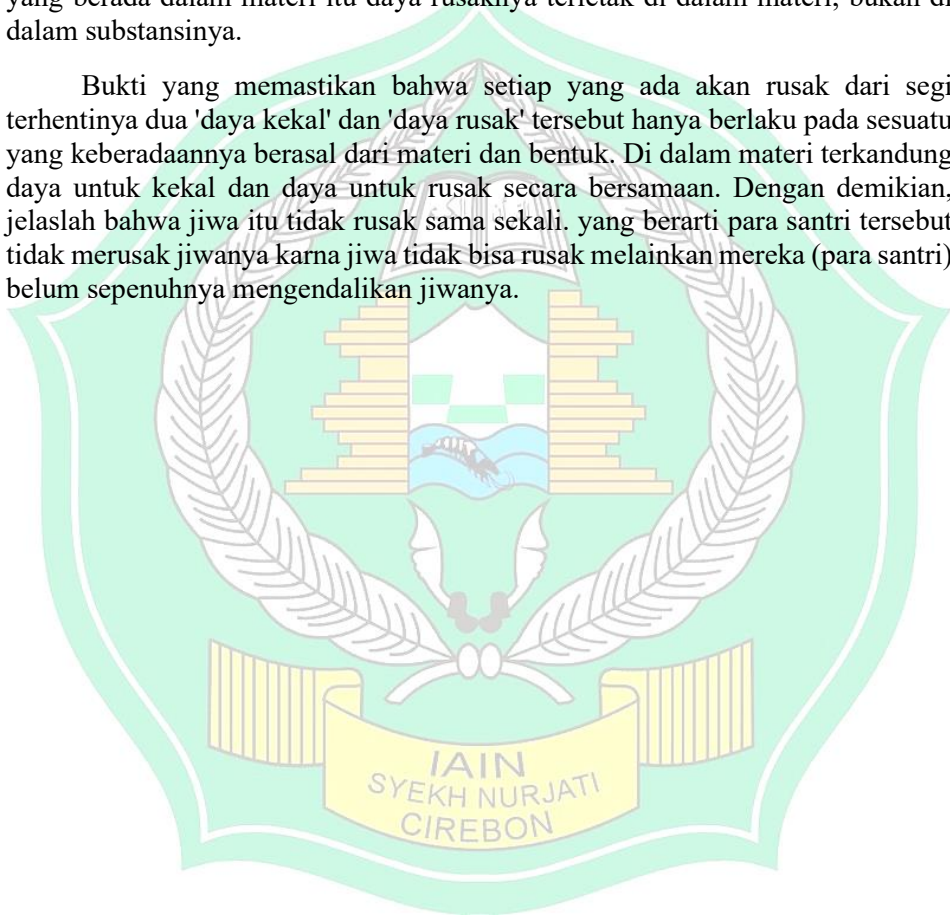 yang berada dalam materi itu daya rusaknya terletak di dalam materi, bukan di
dalam substansinya.
Bukti yang memastikan bahwa setiap yang ada akan rusak dari segi
terhentinya dua 'daya kekal' dan 'daya rusak' tersebut hanya berlaku pada sesuatu
yang keberadaannya berasal dari materi dan bentuk. Di dalam materi terkandung
daya untuk kekal dan daya untuk rusak secara bersamaan. Dengan demikian,
jelaslah bahwa jiwa itu tidak rusak sama sekali. yang berarti para santri tersebut
tidak merusak jiwanya karna jiwa tidak bisa rusak melainkan mereka (para santri)
belum sepenuhnya mengendalikan jiwanya.
IAIN
SYEKH NURJATI
CIREBON